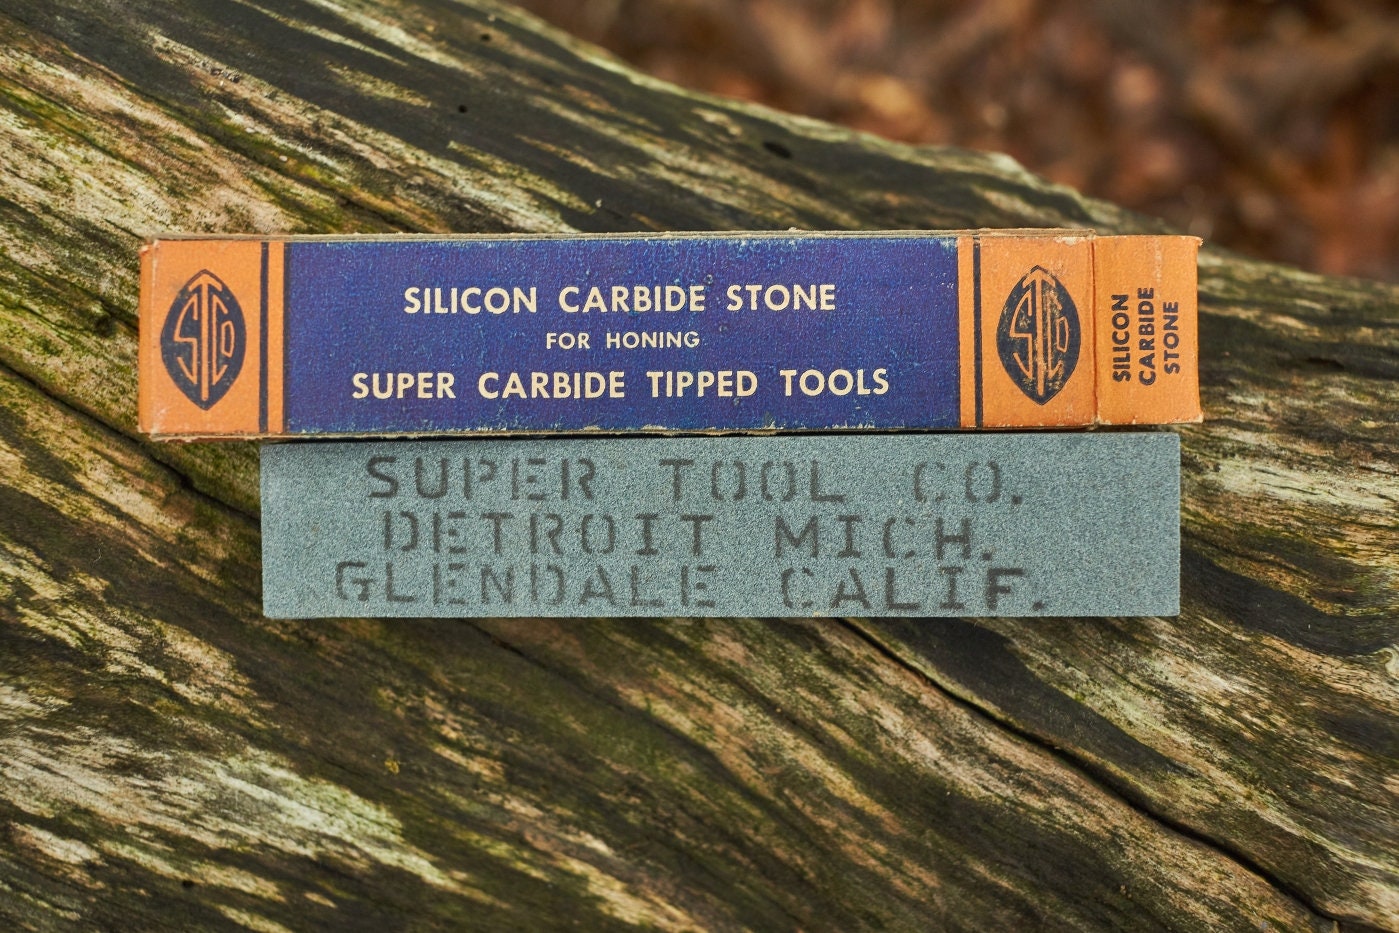 STCO
SILICON CARBIDE STONE
FOR HONING
SUPER CARBIDE TIPPED TOOLS
STCO
SILICON
CARBIDE
STONE
SUPER TOOL CO.
DETROIT MICH.
GLENDALE CALIF.